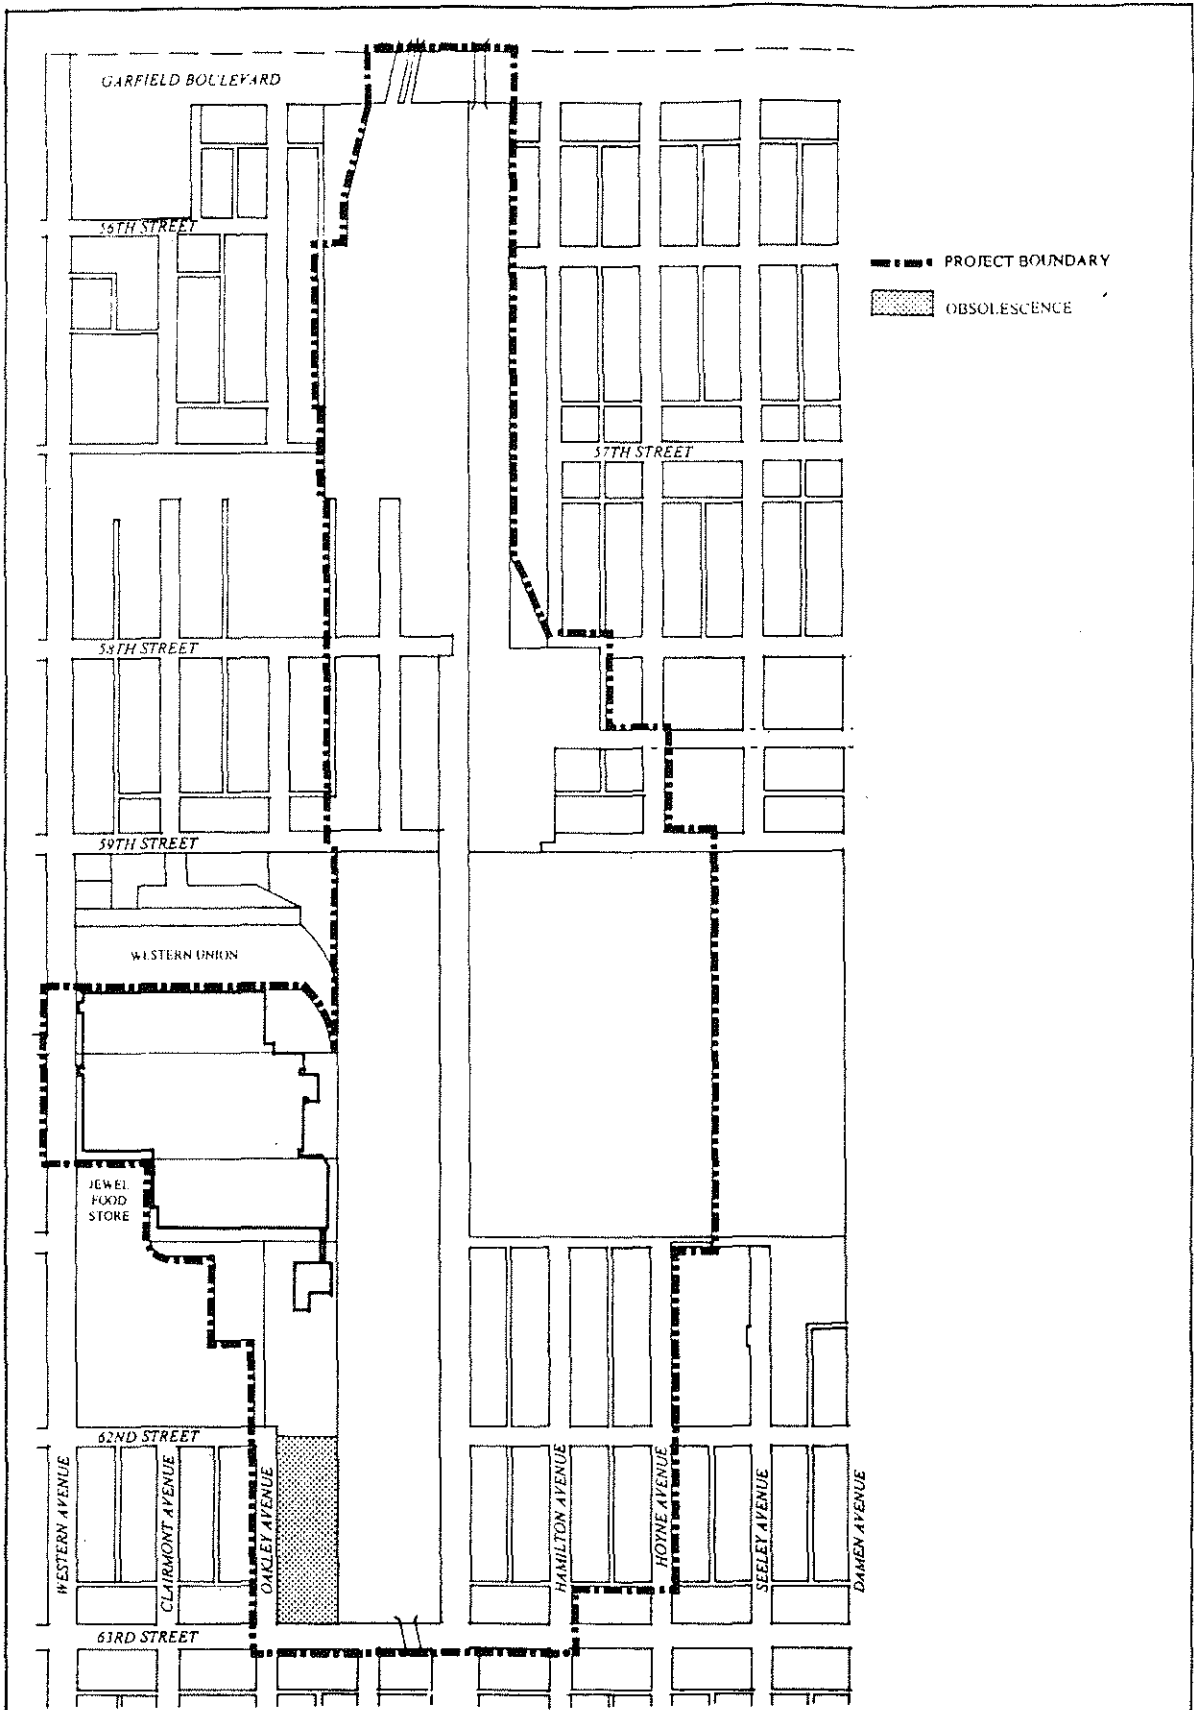 GARFIELD BOULEVARD
56TH STREET
PROJECT BOUNDARY
OBSOLESCENCE
57TH STREET
58TH STREET
59TH STREET
WESTERN UNION
JEWEL
FOOD
STORE
62ND STREET
WESTERN AVENUE
CLAIRMONT AVENUE
OAKLEY AVENUE
HAMILTON AVENUE
HOYNE AVENUE
SEELEY AVENUE
DAMEN AVENUE
63RD STREET